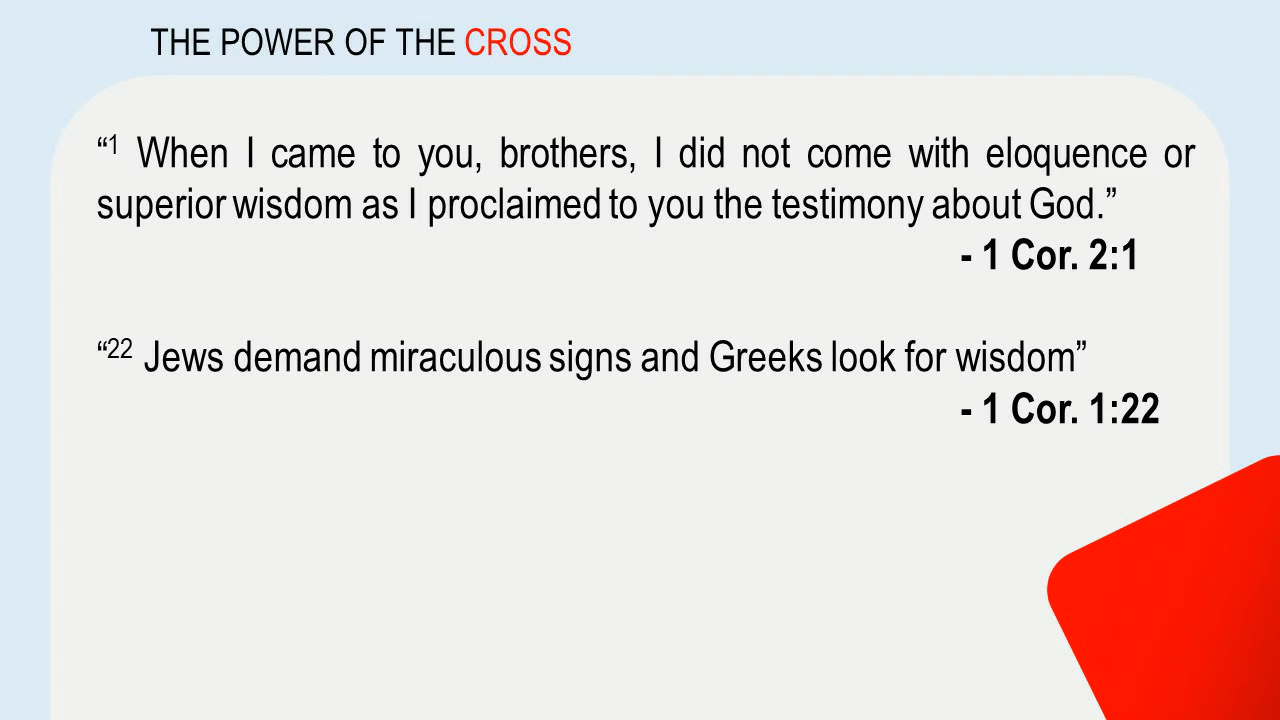 THE POWER OF THE CROSS
“1 When I came to you, brothers, I did not come with eloquence or
superior wisdom as I proclaimed to you the testimony about God.”
- 1 Cor. 2:1
“22 Jews demand miraculous signs and Greeks look for wisdom”
- 1 Cor. 1:22